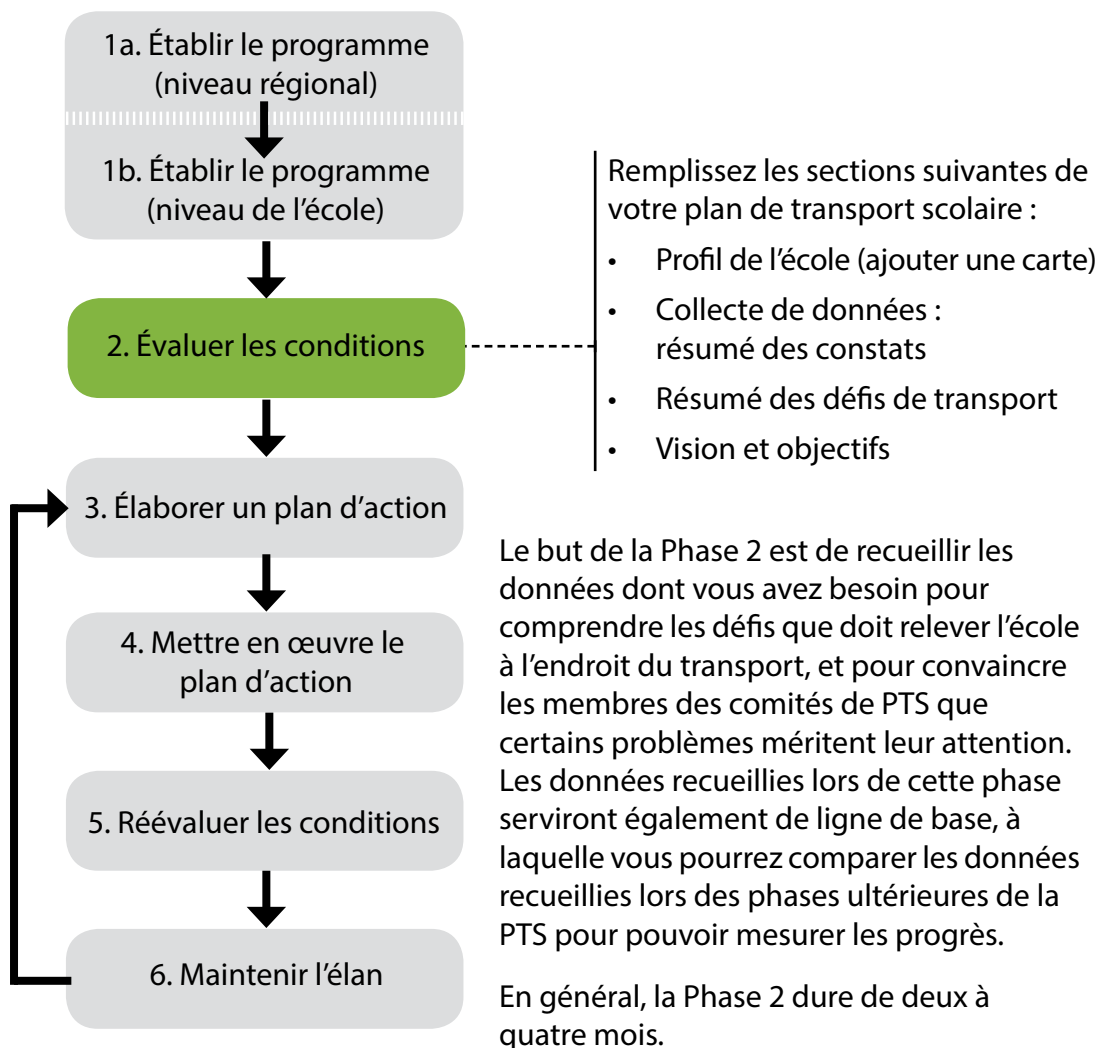 1a. Établir le programme
(niveau régional)
1b. Établir le programme
(niveau de l’école)
2. Évaluer les conditions
3. Élaborer un plan d’action
4. Mettre en œuvre le
plan d’action
5. Réévaluer les conditions
6. Maintenir l’élan
Remplissez les sections suivantes de
votre plan de transport scolaire :
• Profil de l’école (ajouter une carte)
• Collecte de données :
résumé des constats
• Résumé des défis de transport
• Vision et objectifs
Le but de la Phase 2 est de recueillir les
données dont vous avez besoin pour
comprendre les défis que doit relever l’école
à l’endroit du transport, et pour convaincre
les membres des comités de PTS que
certains problèmes méritent leur attention.
Les données recueillies lors de cette phase
serviront également de ligne de base, à
laquelle vous pourrez comparer les données
recueillies lors des phases ultérieures de la
PTS pour pouvoir mesurer les progrès.
En général, la Phase 2 dure de deux à
quatre mois.